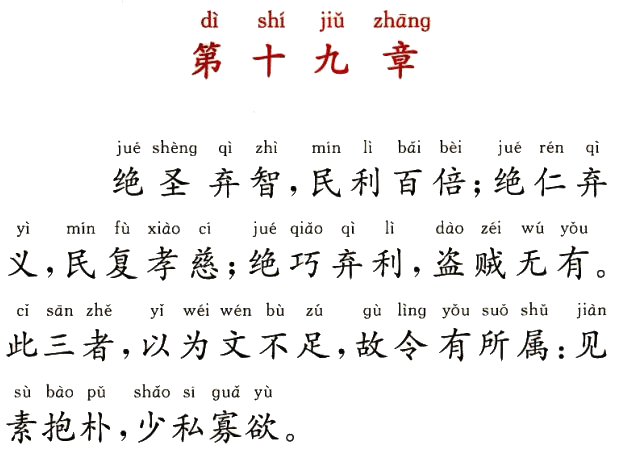 dì shí jiǔ zhāng
第十九章
jué shèng qì zhì mín lì bǎi bèi jué rén qì
绝圣弃智，民利百倍；绝仁弃
yì mín fù xiào cí jué qiǎo qì lì dào zéi wú yǒu
义，民复孝慈；绝巧弃利，盗贼无有。
cǐ sān zhě yǐ wéi wén bù zú gù lìng yǒu suǒ shǔ jiàn
此三者，以为文不足，故令有所属：见
sù bào pǔ shǎo sī guǎ yù
素抱朴，少私寡欲。